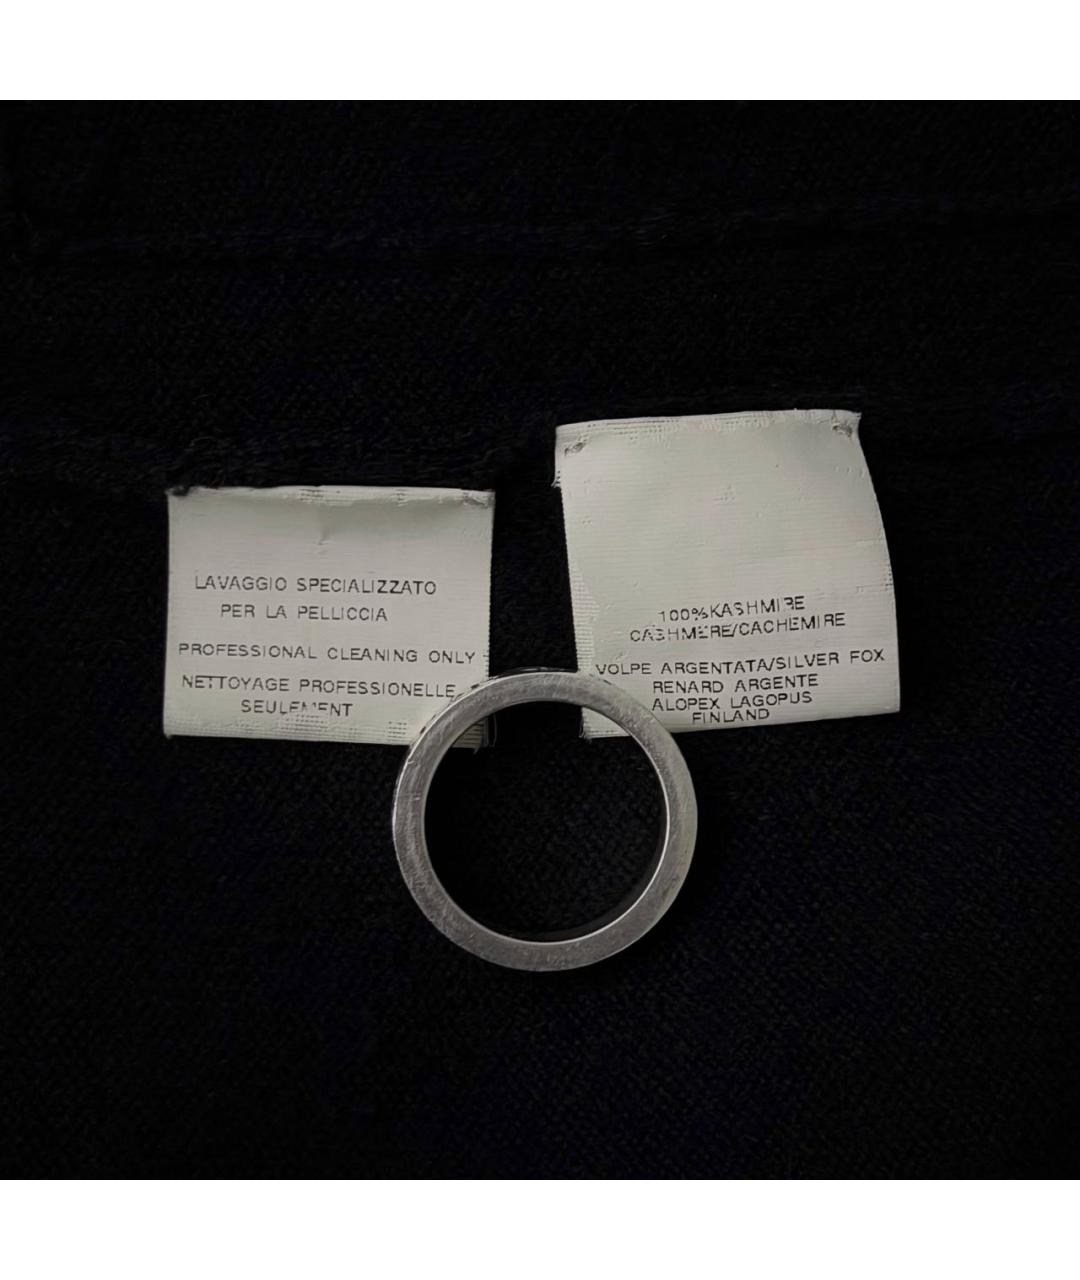 LAVAGGIO SPECIALIZZATO
PER LA PELLICCIA
PROFESSIONAL CLEANING ONLY
NETTOYAGE PROFESSIONELLE
SEULEMENT
100%KASHMIRE
CASHMERE/CACHEMIRE
VOLPE ARGENTATA/SILVER FOX
RENARD ARGENTE
ALOPEX LAGOPUS
FINLAND